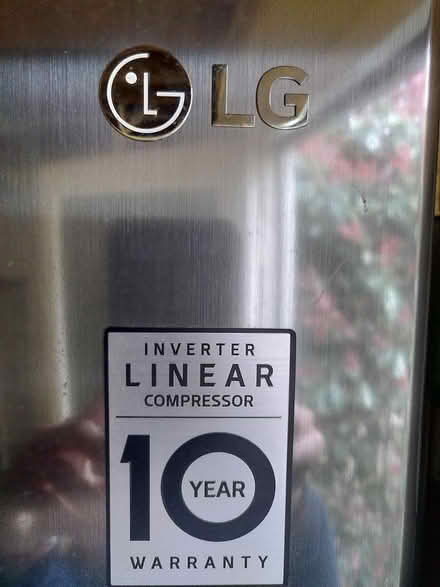 LG
INVERTER
LINEAR
COMPRESSOR
10
YEAR
WARRANTY